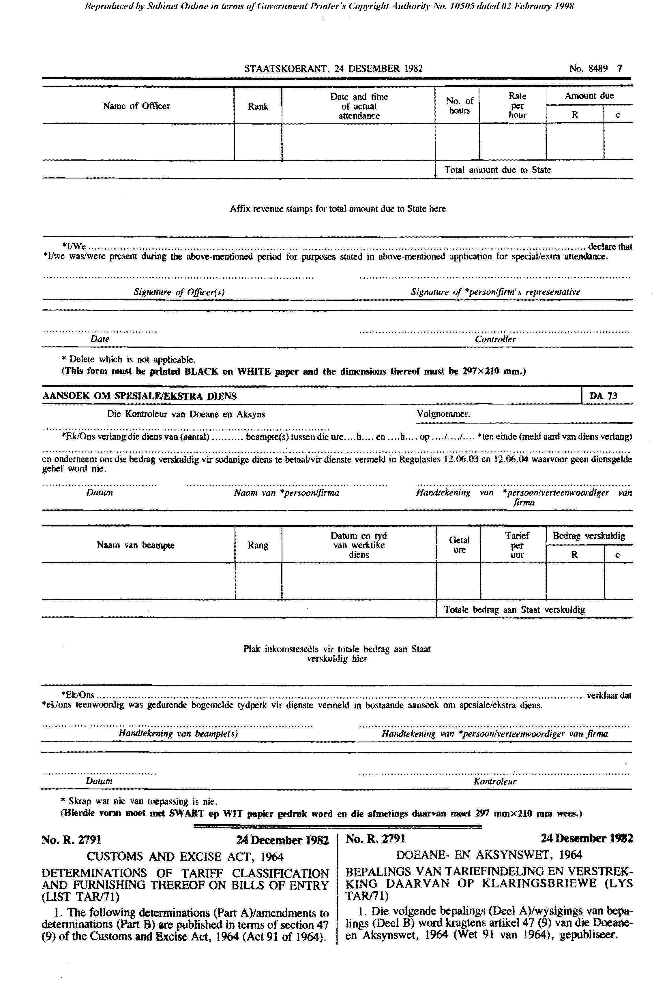 Reproduced by Sabinet Online in terms of Government Printer's Copyright Authority No. 10505 dated 02 February 1998
STAATSKOERANT, 24 DESEMBER 1982 No. 8489 7
Name of Officer Rank Date and time of actual attendance No. of hours Rate per hour Amount due
R c
Total amount due to State
Affix revenue stamps for total amount due to State here
*I/We .......... declare that
*I/we was/were present during the above-mentioned period for purposes stated in above-mentioned application for special/extra attendance.
Signature of Officer(s) Signature of *person/firm's representative
Date Controller
* Delete which is not applicable.
(This form must be printed BLACK on WHITE paper and the dimensions thereof must be 297×210 mm.)
AANSOEK OM SPESIALE/EKSTRA DIENS DA 73
Die Kontroleur van Doeane en Aksyns Volgnommer:
*Ek/Ons verlang die diens van (aantal) .......... beampte(s) tussen die ure....h.... en ....h.... op ..../..../.... *ten einde (meld aard van diens verlang)
en onderneem om die bedrag verskuldig vir sodanige diens te betaal/vir dienste vermeld in Regulasies 12.06.03 en 12.06.04 waarvoor geen diensgelde
gehef word nie.
Datum Naam van *persoon/firma Handtekening van *persoon/verteenwoordiger van
firma
Naam van beampte Rang Datum en tyd van werklike diens Getal ure Tarief per uur Bedrag verskuldig
R c
Totale bedrag aan Staat verskuldig
Plak inkomsteseëls vir totale bedrag aan Staat
verskuldig hier
*Ek/Ons .......... verklaar dat
*ek/ons teenwoordig was gedurende bogemelde tydperk vir dienste vermeld in bostaande aansoek om spesiale/ekstra diens.
Handtekening van beampte(s) Handtekening van *persoon/verteenwoordiger van firma
Datum Kontroleur
* Skrap wat nie van toepassing is nie.
(Hierdie vorm moet met SWART op WIT papier gedruk word en die afmetings daarvan moet 297 mm×210 mm wees.)
No. R. 2791 24 December 1982
CUSTOMS AND EXCISE ACT, 1964
DETERMINATIONS OF TARIFF CLASSIFICATION
AND FURNISHING THEREOF ON BILLS OF ENTRY
(LIST TAR/71)
1. The following determinations (Part A)/amendments to
determinations (Part B) are published in terms of section 47
(9) of the Customs and Excise Act, 1964 (Act 91 of 1964).
No. R. 2791 24 Desember 1982
DOEANE- EN AKSYNSWET, 1964
BEPALINGS VAN TARIEFINDELING EN VERSTREK-
KING DAARVAN OP KLARINGSBRIEWE (LYS
TAR/71)
1. Die volgende bepalings (Deel A)/wysigings van bepa-
lings (Deel B) word kragtens artikel 47 (9) van die Doeane-
en Aksynswet, 1964 (Wet 91 van 1964), gepubliseer.